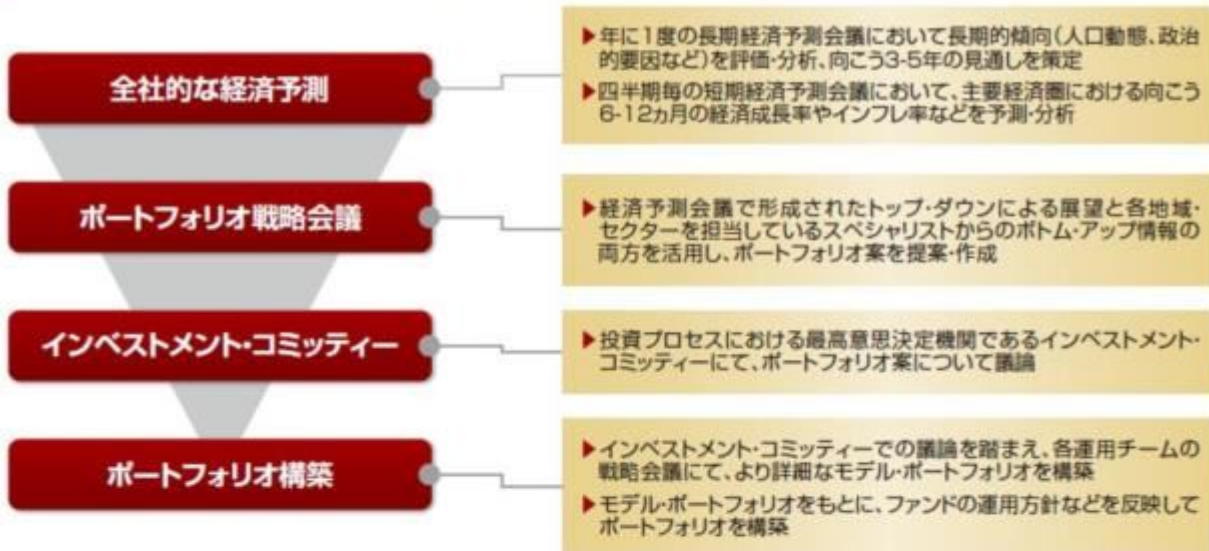 全社的な経済予測
▶年に1度の長期経済予測会議において長期的傾向(人口動態、政治
的要因など)を評価・分析、向こう3-5年の見通しを策定
▶四半期毎の短期経済予測会議において、主要経済圏における向こう
6-12ヵ月の経済成長率やインフレ率などを予測・分析
ポートフォリオ戦略会議
▶経済予測会議で形成されたトップ・ダウンによる展望と各地域・
セクターを担当しているスペシャリストからのボトム・アップ情報の
両方を活用し、ポートフォリオ案を提案・作成
インベストメント・コミッティー
▶投資プロセスにおける最高意思決定機関であるインベストメント・
コミッティーにて、ポートフォリオ案について議論
ポートフォリオ構築
▶インベストメント・コミッティーでの議論を踏まえ、各運用チームの
戦略会議にて、より詳細なモデル・ポートフォリオを構築
▶モデル・ポートフォリオをもとに、ファンドの運用方針などを反映して
ポートフォリオを構築